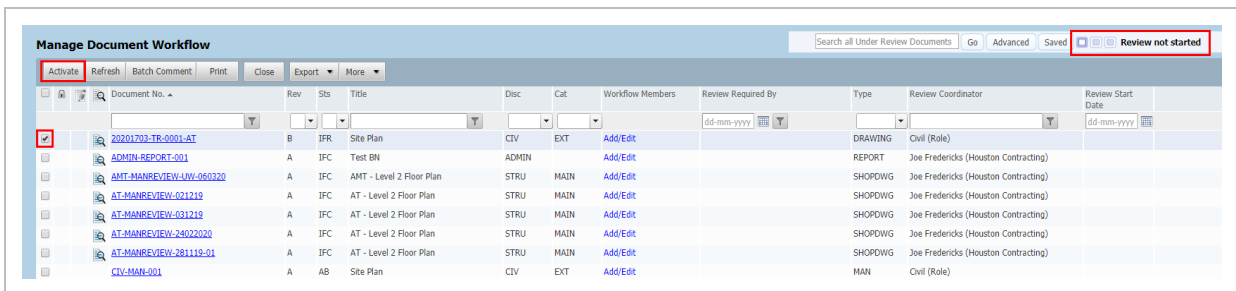 Manage Document Workflow
Search all Under Review Documents Go Advanced Saved Review not started
Activate Refresh Batch Comment Print Close Export More
Document No. Rev Sts Title Disc Cat Workflow Members Review Required By Type Review Coordinator Review Start Date
dd-mm-yyyy dd-mm-yyyy
20201703-TR-0001-AT B IFR Site Plan CIV EXT Add/Edit DRAWING Civil (Role)
ADMIN-REPORT-001 A IFC Test BN ADMIN Add/Edit REPORT Joe Fredericks (Houston Contracting)
AMT-MANREVIEW-UW-060320 A IFC AMT - Level 2 Floor Plan STRU MAIN Add/Edit SHOPDWG Joe Fredericks (Houston Contracting)
AT-MANREVIEW-021219 A IFC AT - Level 2 Floor Plan STRU MAIN Add/Edit SHOPDWG Joe Fredericks (Houston Contracting)
AT-MANREVIEW-031219 A IFC AT - Level 2 Floor Plan STRU MAIN Add/Edit SHOPDWG Joe Fredericks (Houston Contracting)
AT-MANREVIEW-24022020 A IFC AT - Level 2 Floor Plan STRU MAIN Add/Edit SHOPDWG Joe Fredericks (Houston Contracting)
AT-MANREVIEW-281119-01 A IFC AT - Level 2 Floor Plan STRU MAIN Add/Edit SHOPDWG Joe Fredericks (Houston Contracting)
CIV-MAN-001 A AB Site Plan CIV EXT Add/Edit MAN Civil (Role)